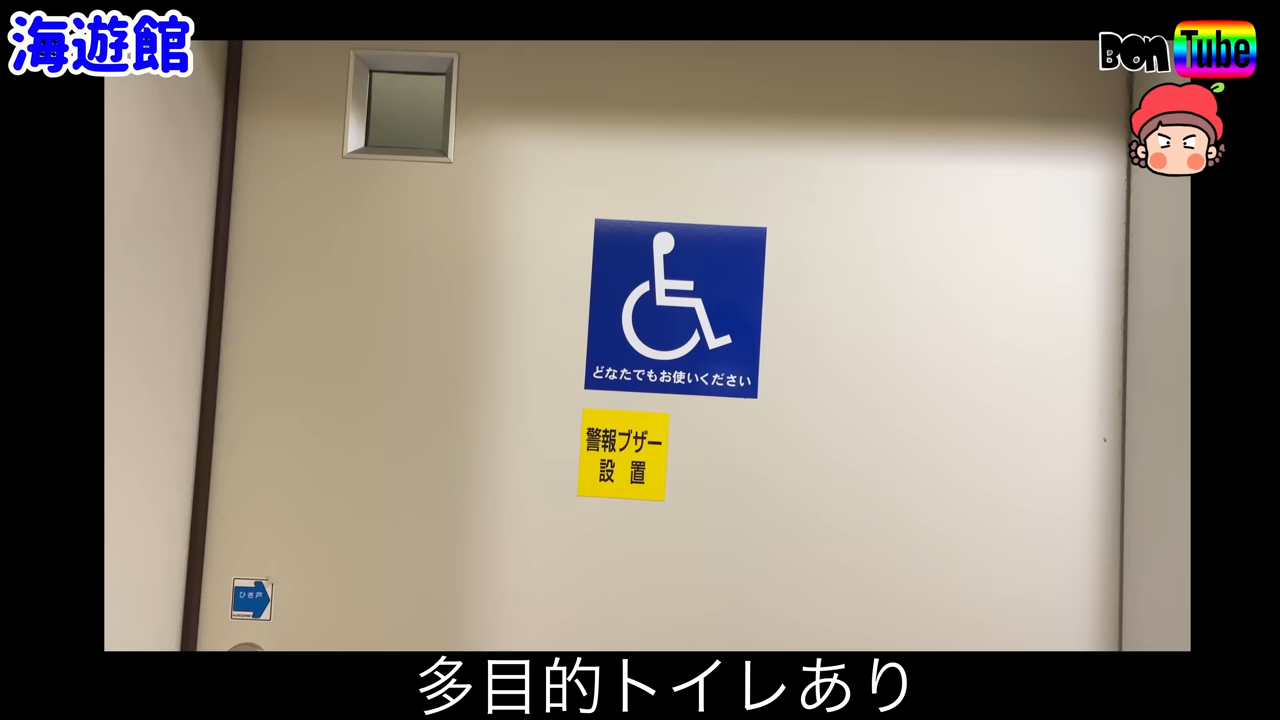 海遊館
Bon Tube
どなたでもお使いください
警報ブザー
設置
ひき戸
多目的トイレあり